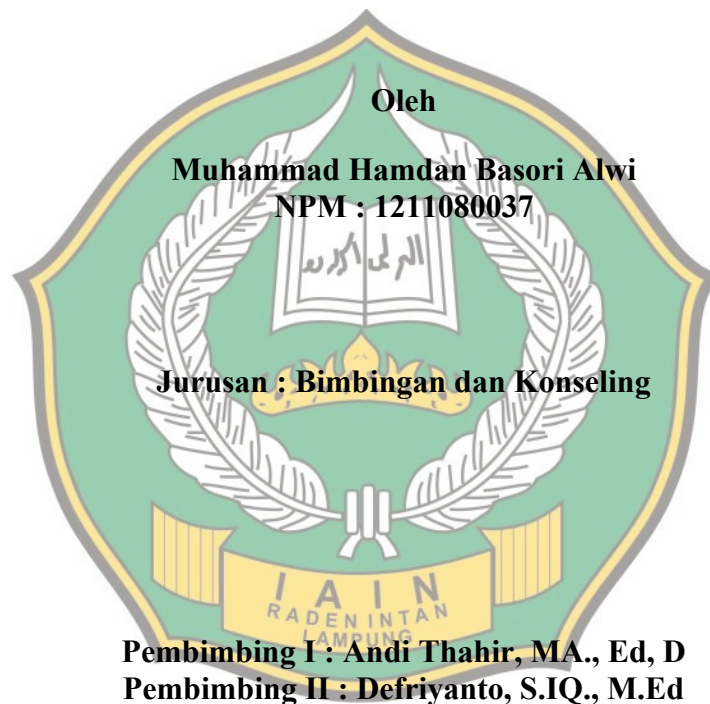 Oleh
Muhammad Hamdan Basori Alwi
NPM : 1211080037
Jurusan : Bimbingan dan Konseling
IAIN
RADEN INTAN
LAMPUNG
Pembimbing I : Andi Thahir, MA., Ed, D
Pembimbing II : Defriyanto, S.IQ., M.Ed